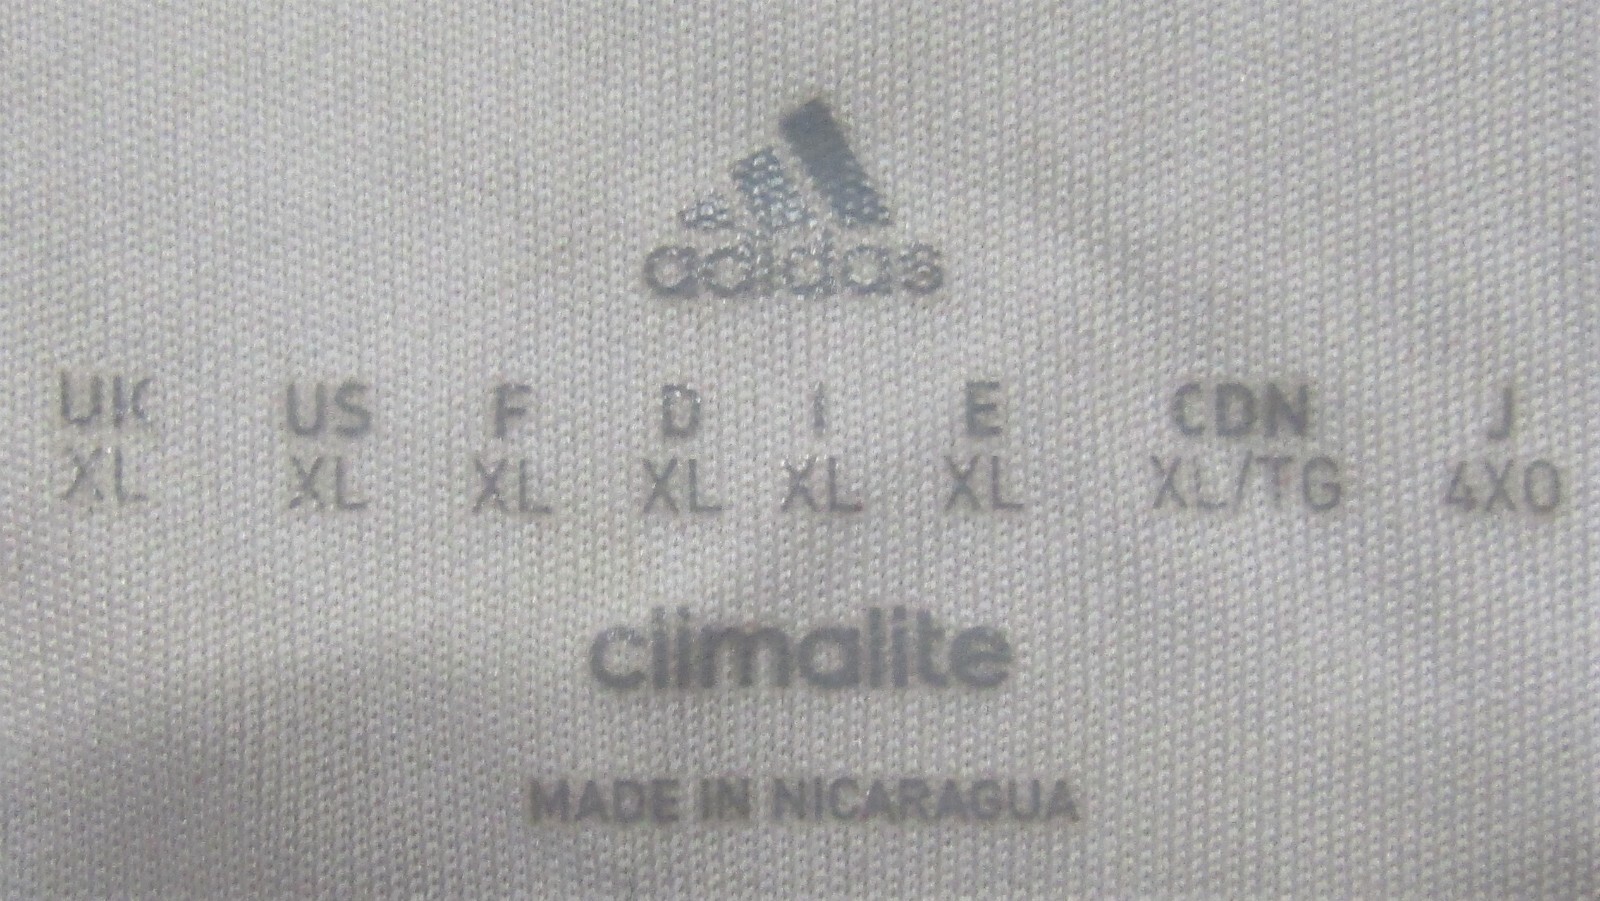 adidas
UK US F D I E CDN J
XL XL XL XL XL XL XL/TG 4XO
climalite
MADE IN NICARAGUA